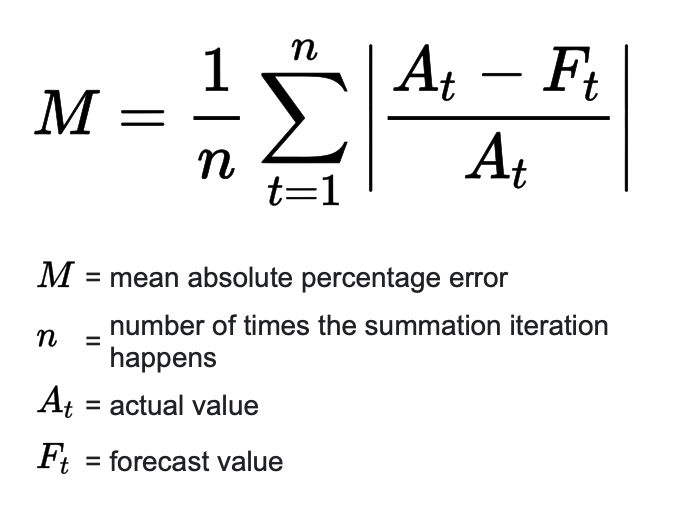 M = 1/n ∑_{t=1}^{n} | (A_t − F_t) / A_t |
M = mean absolute percentage error
n = number of times the summation iteration
happens
A_t = actual value
F_t = forecast value